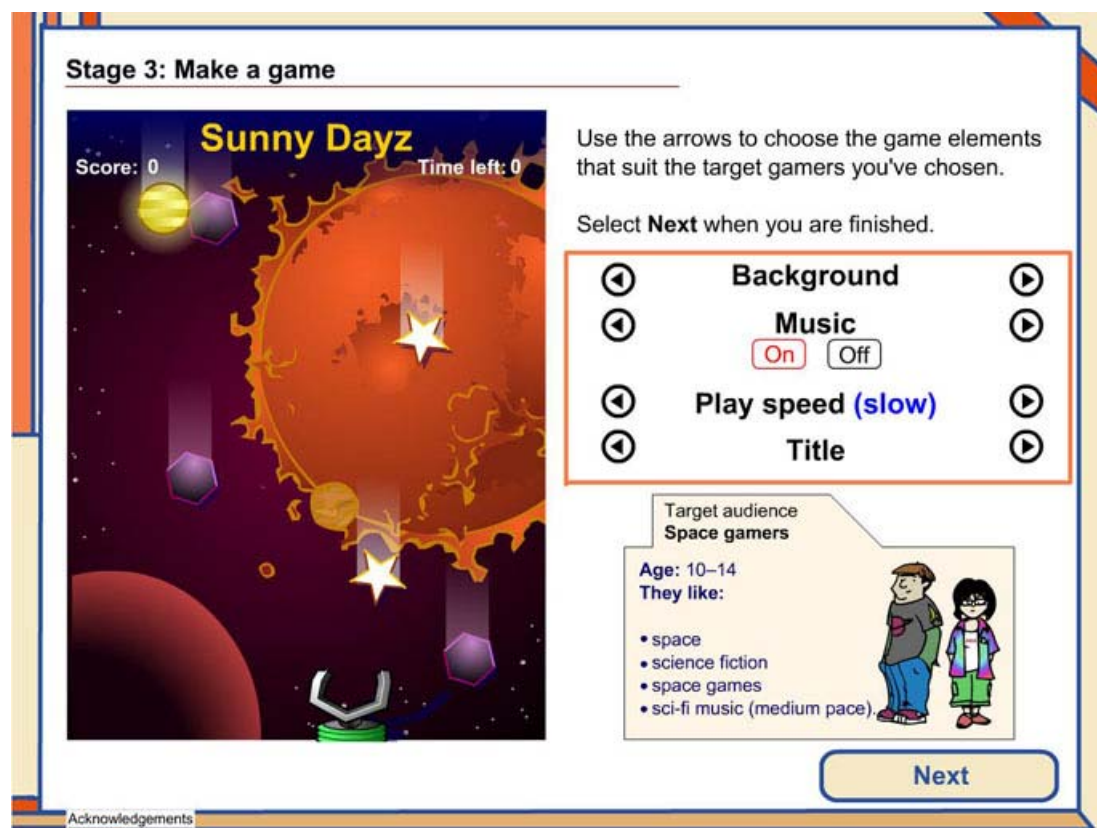 Stage 3: Make a game
Sunny Dayz
Score: 0
Time left: 0
Use the arrows to choose the game elements
that suit the target gamers you've chosen.
Select Next when you are finished.
Background
Music
On Off
Play speed (slow)
Title
Target audience
Space gamers
Age: 10–14
They like:
• space
• science fiction
• space games
• sci-fi music (medium pace).
Next
Acknowledgements